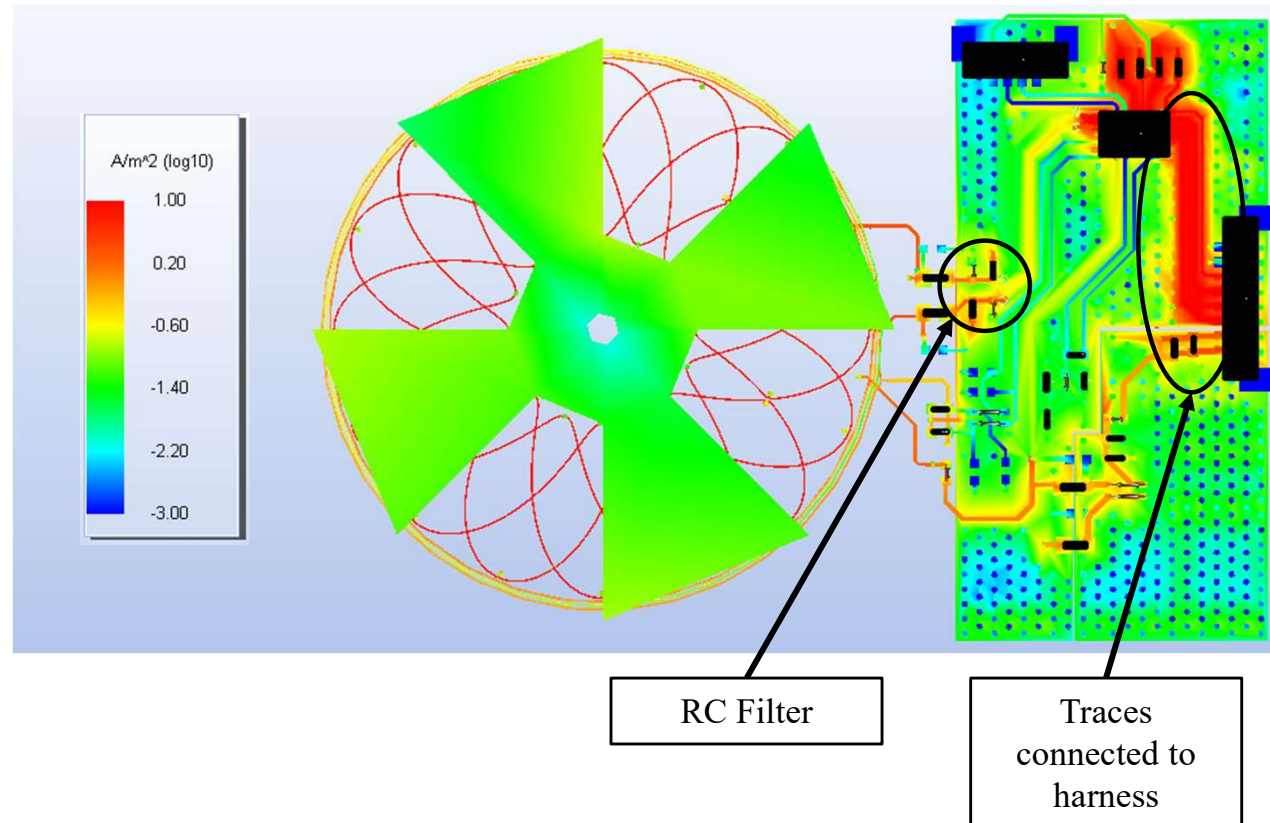 A/m^2 (log10)
1.00
0.20
-0.60
-1.40
-2.20
-3.00
RC Filter
Traces
connected to
harness